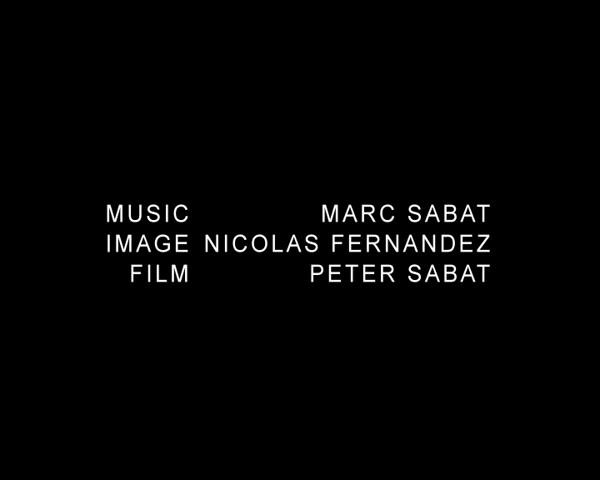 MUSIC MARC SABAT
IMAGE NICOLAS FERNANDEZ
FILM PETER SABAT